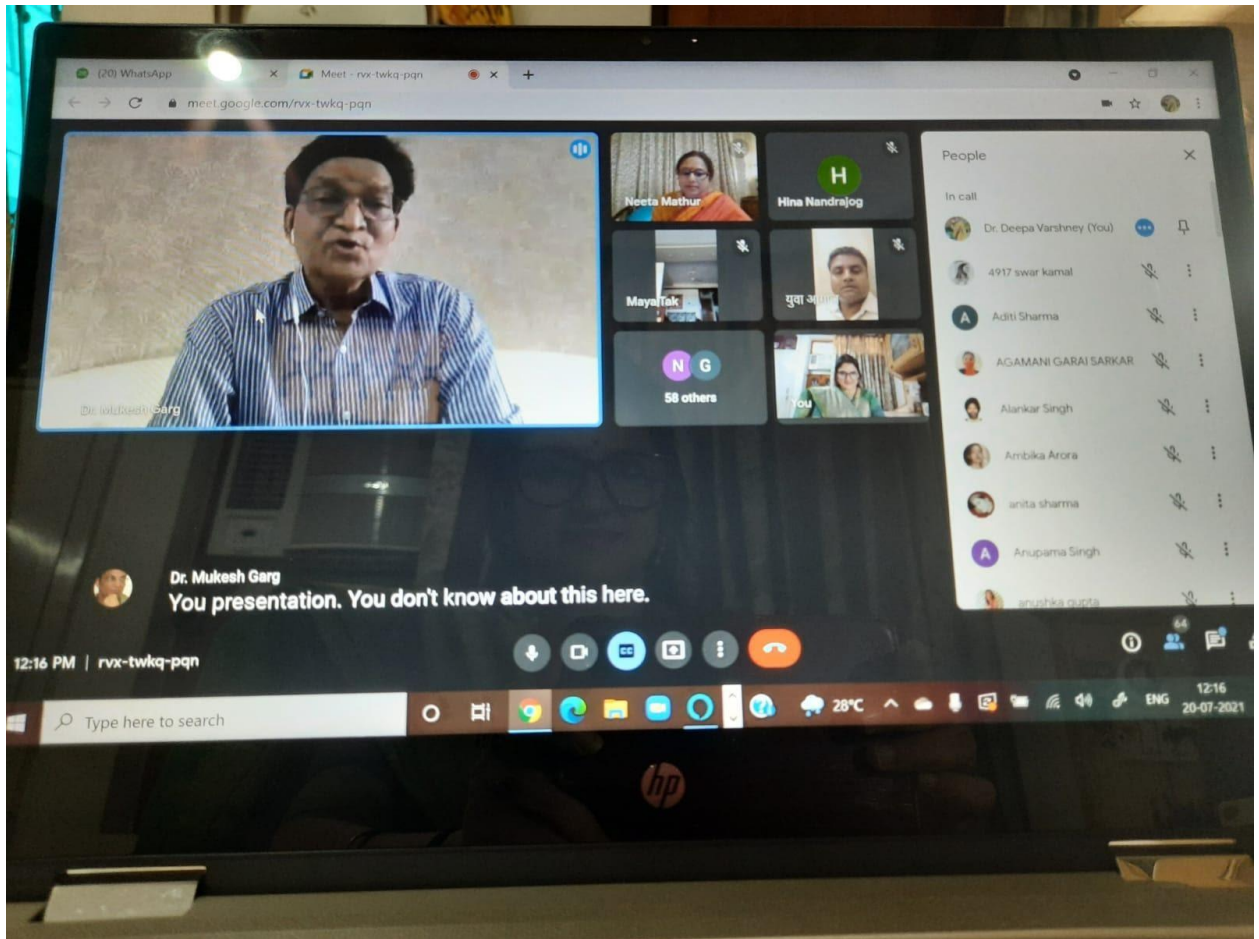 (20) WhatsApp
Meet - rvx-twkq-pqn
meet.google.com/rvx-twkq-pqn
Dr. Mukesh Garg
Neeta Mathur
H
Hina Nandrajog
Maya Tak
युवा
N G
58 others
You
People
In call
Dr. Deepa Varshney (You)
4917 swar kamal
A
Aditi Sharma
AGAMANI GARAI SARKAR
Alankar Singh
Ambika Arora
anita sharma
A
Anupama Singh
anushka gupta
Dr. Mukesh Garg
You presentation. You don't know about this here.
12:16 PM | rvx-twkq-pqn
CC
64
Type here to search
28°C
ENG
12:16
20-07-2021
hp